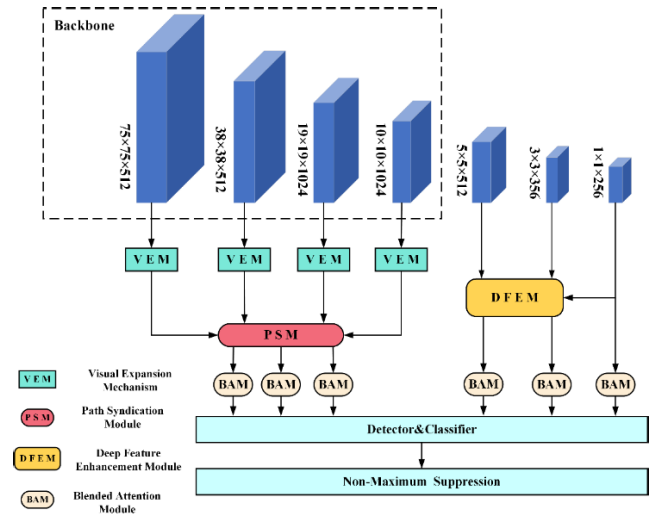 Backbone
75×75×512
38×38×512
19×19×1024
10×10×1024
5×5×512
3×3×356
1×1×256
VEM
VEM
VEM
VEM
DFEM
PSM
BAM
BAM
BAM
BAM
BAM
BAM
VEM
Visual Expansion
Mechanism
PSM
Path Syndication
Module
DFEM
Deep Feature
Enhancement Module
BAM
Blended Attention
Module
Detector&Classifier
Non-Maximum Suppression